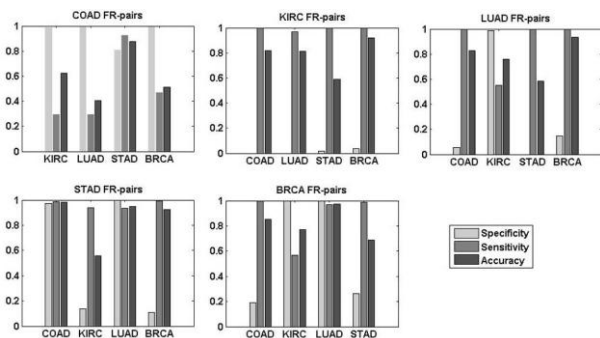 COAD FR-pairs
1
0.8
0.6
0.4
0.2
0
KIRC LUAD STAD BRCA
KIRC FR-pairs
1
0.8
0.6
0.4
0.2
0
COAD LUAD STAD BRCA
LUAD FR-pairs
1
0.8
0.6
0.4
0.2
0
COAD KIRC STAD BRCA
STAD FR-pairs
1
0.8
0.6
0.4
0.2
0
COAD KIRC LUAD BRCA
BRCA FR-pairs
1
0.8
0.6
0.4
0.2
0
COAD KIRC LUAD STAD
Specificity
Sensitivity
Accuracy